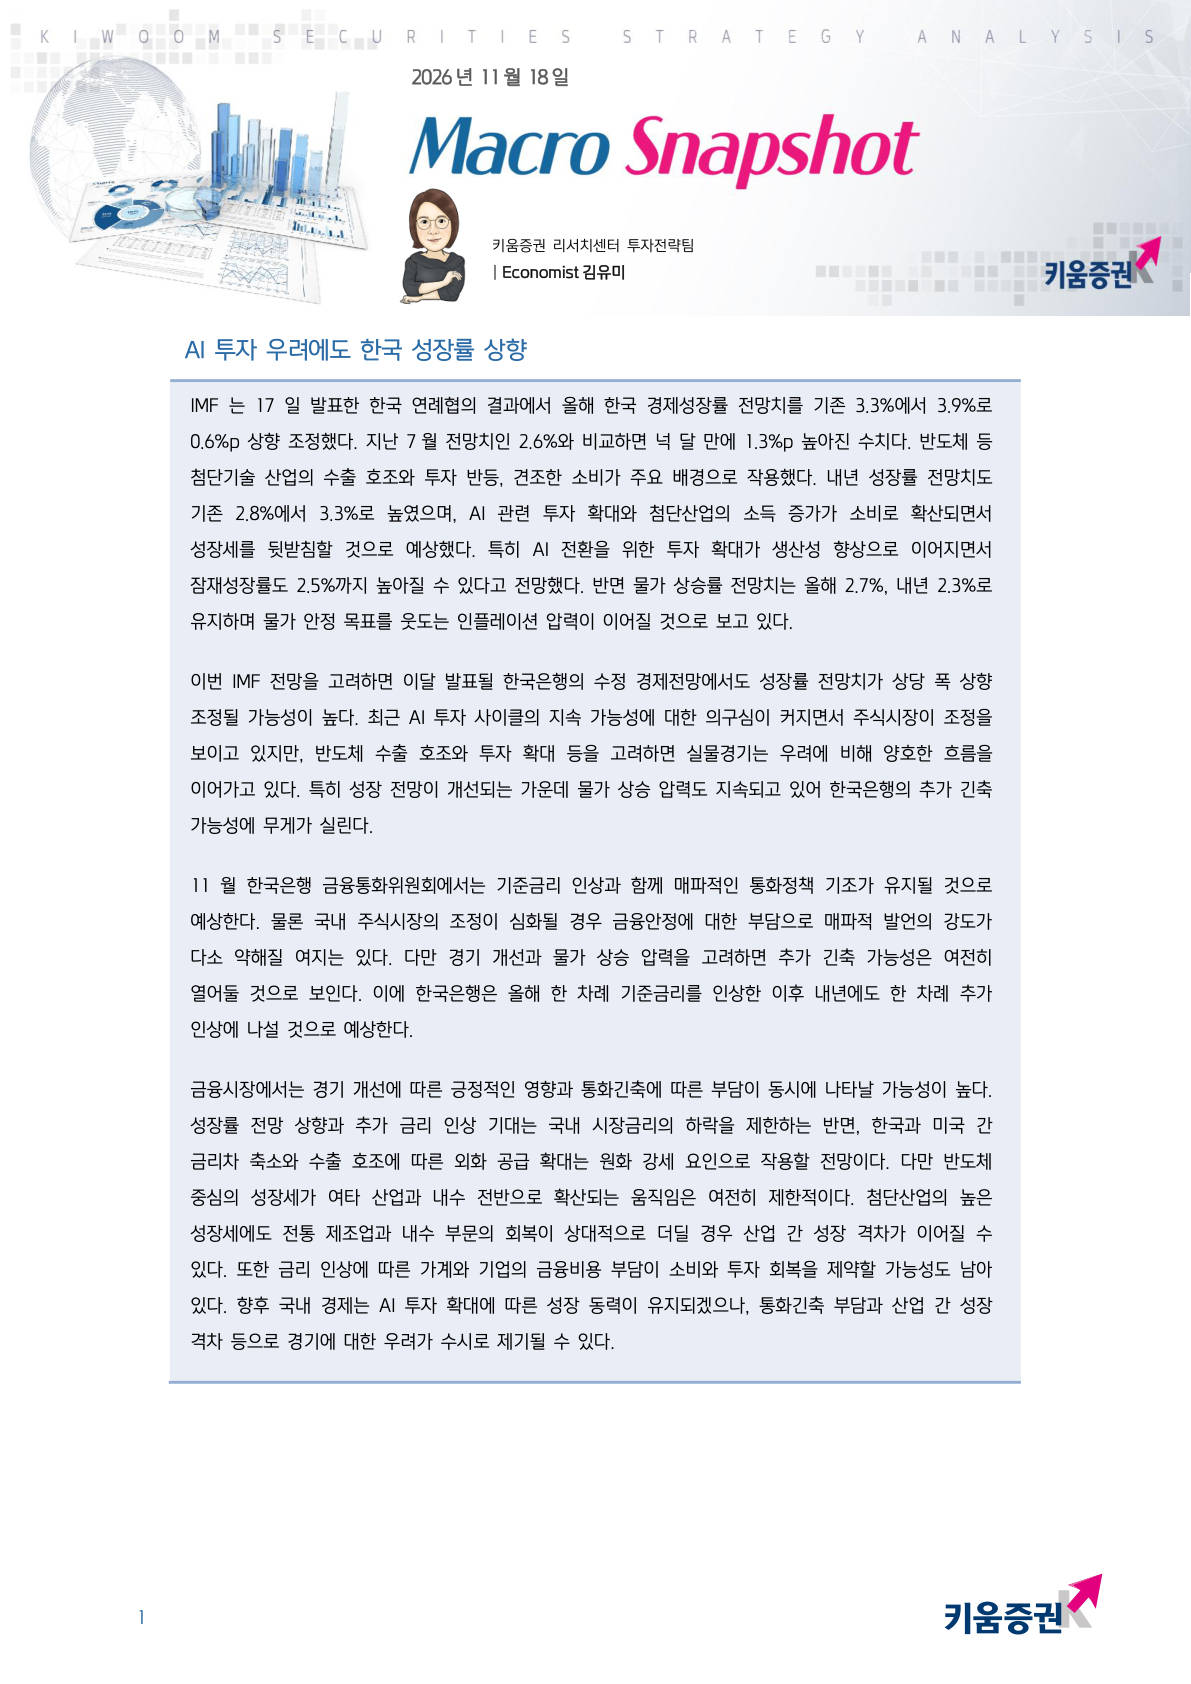 KIWOOM SECURITIES STRATEGY ANALYSIS
2026년 11월 18일
Macro Snapshot
키움증권 리서치센터 투자전략팀
| Economist 김유미
키움증권
AI 투자 우려에도 한국 성장률 상향
IMF 는 17 일 발표한 한국 연례협의 결과에서 올해 한국 경제성장률 전망치를 기존 3.3%에서 3.9%로
0.6%p 상향 조정했다. 지난 7월 전망치인 2.6%와 비교하면 넉 달 만에 1.3%p 높아진 수치다. 반도체 등
첨단기술 산업의 수출 호조와 투자 반등, 견조한 소비가 주요 배경으로 작용했다. 내년 성장률 전망치도
기존 2.8%에서 3.3%로 높였으며, AI 관련 투자 확대와 첨단산업의 소득 증가가 소비로 확산되면서
성장세를 뒷받침할 것으로 예상했다. 특히 AI 전환을 위한 투자 확대가 생산성 향상으로 이어지면서
잠재성장률도 2.5%까지 높아질 수 있다고 전망했다. 반면 물가 상승률 전망치는 올해 2.7%, 내년 2.3%로
유지하며 물가 안정 목표를 웃도는 인플레이션 압력이 이어질 것으로 보고 있다.
이번 IMF 전망을 고려하면 이달 발표될 한국은행의 수정 경제전망에서도 성장률 전망치가 상당 폭 상향
조정될 가능성이 높다. 최근 AI 투자 사이클의 지속 가능성에 대한 의구심이 커지면서 주식시장이 조정을
보이고 있지만, 반도체 수출 호조와 투자 확대 등을 고려하면 실물경기는 우려에 비해 양호한 흐름을
이어가고 있다. 특히 성장 전망이 개선되는 가운데 물가 상승 압력도 지속되고 있어 한국은행의 추가 긴축
가능성에 무게가 실린다.
11 월 한국은행 금융통화위원회에서는 기준금리 인상과 함께 매파적인 통화정책 기조가 유지될 것으로
예상한다. 물론 국내 주식시장의 조정이 심화될 경우 금융안정에 대한 부담으로 매파적 발언의 강도가
다소 약해질 여지는 있다. 다만 경기 개선과 물가 상승 압력을 고려하면 추가 긴축 가능성은 여전히
열어둘 것으로 보인다. 이에 한국은행은 올해 한 차례 기준금리를 인상한 이후 내년에도 한 차례 추가
인상에 나설 것으로 예상한다.
금융시장에서는 경기 개선에 따른 긍정적인 영향과 통화긴축에 따른 부담이 동시에 나타날 가능성이 높다.
성장률 전망 상향과 추가 금리 인상 기대는 국내 시장금리의 하락을 제한하는 반면, 한국과 미국 간
금리차 축소와 수출 호조에 따른 외화 공급 확대는 원화 강세 요인으로 작용할 전망이다. 다만 반도체
중심의 성장세가 여타 산업과 내수 전반으로 확산되는 움직임은 여전히 제한적이다. 첨단산업의 높은
성장세에도 전통 제조업과 내수 부문의 회복이 상대적으로 더딜 경우 산업 간 성장 격차가 이어질 수
있다. 또한 금리 인상에 따른 가계와 기업의 금융비용 부담이 소비와 투자 회복을 제약할 가능성도 남아
있다. 향후 국내 경제는 AI 투자 확대에 따른 성장 동력이 유지되겠으나, 통화긴축 부담과 산업 간 성장
격차 등으로 경기에 대한 우려가 수시로 제기될 수 있다.
1
키움증권